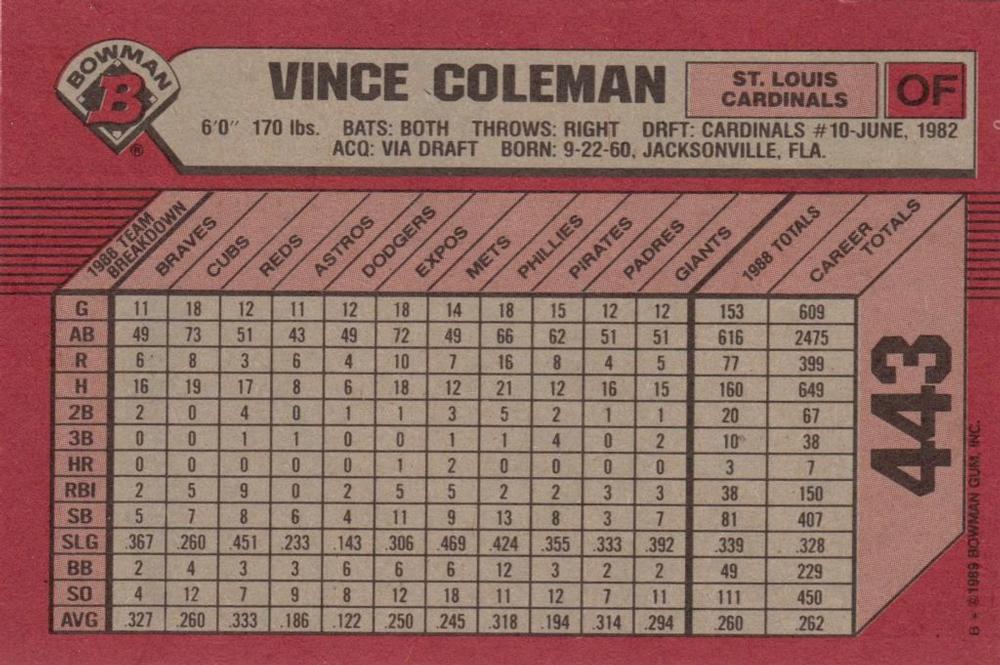 BOWMAN
B
®
VINCE COLEMAN
ST. LOUIS
CARDINALS
OF
6'0" 170 lbs. BATS: BOTH THROWS: RIGHT DRFT: CARDINALS #10-JUNE, 1982
ACQ: VIA DRAFT BORN: 9-22-60, JACKSONVILLE, FLA.
1988 TEAM BREAKDOWN BRAVES CUBS REDS ASTROS DODGERS EXPOS METS PHILLIES PIRATES PADRES GIANTS 1988 TOTALS CAREER TOTALS
G 11 18 12 11 12 18 14 18 15 12 12 153 609
AB 49 73 51 43 49 72 49 66 62 51 51 616 2475
R 6 8 3 6 4 10 7 16 8 4 5 77 399
H 16 19 17 8 6 18 12 21 12 16 15 160 649
2B 2 0 4 0 1 1 3 5 2 1 1 20 67
3B 0 0 1 1 0 0 1 1 4 0 2 10 38
HR 0 0 0 0 0 1 2 0 0 0 0 3 7
RBI 2 5 9 0 2 5 5 2 2 3 3 38 150
SB 5 7 8 6 4 11 9 13 8 3 7 81 407
SLG .367 .260 .451 .233 .143 .306 .469 .424 .355 .333 .392 .339 .328
BB 2 4 3 3 6 6 6 12 3 2 2 49 229
SO 4 12 7 9 8 12 18 11 12 7 11 111 450
AVG .327 .260 .333 .186 .122 .250 .245 .318 .194 .314 .294 .260 .262
443
B * ©1989 BOWMAN GUM, INC.